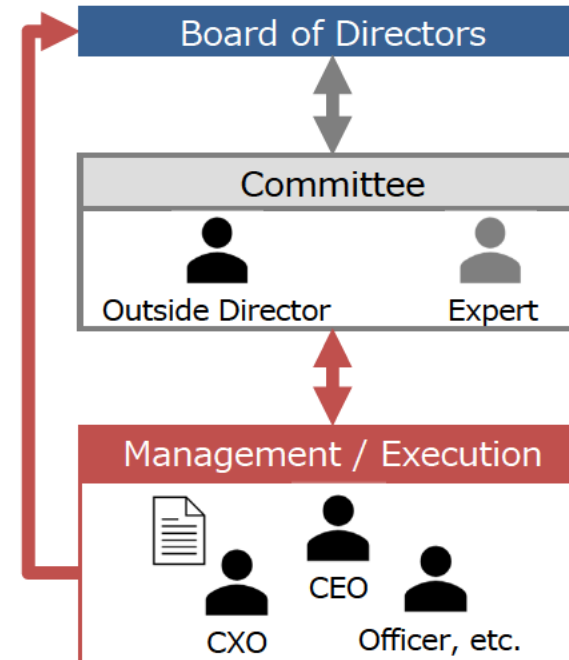 Board of Directors
Committee
Outside Director Expert
Management / Execution
CEO
CXO Officer, etc.